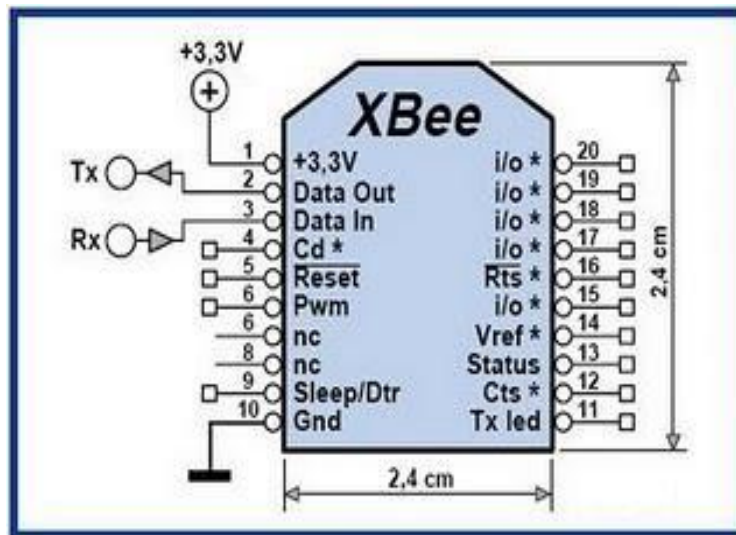 +3,3V
XBee
1 +3,3V i/o * 20
Tx 2 Data Out i/o * 19
3 Data In i/o * 18
Rx 4 Cd * i/o * 17
5 Reset Rts * 16
6 Pwm i/o * 15
6 nc Vref * 14
8 nc Status 13
9 Sleep/Dtr Cts * 12
10 Gnd Tx led 11
2,4 cm
2,4 cm